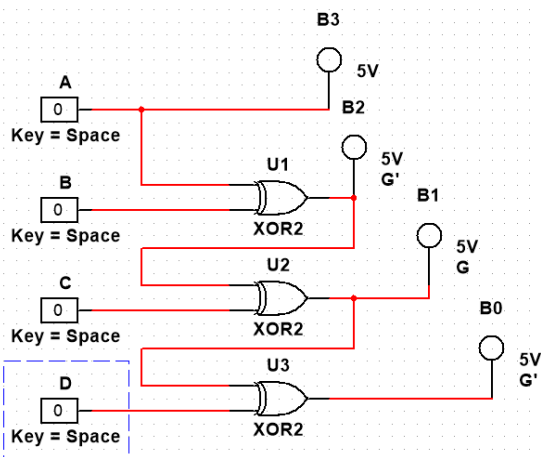 B3
5V
A
0
Key = Space
B2
5V
G'
U1
B
0
Key = Space
XOR2
B1
5V
G
U2
C
0
Key = Space
XOR2
B0
5V
G'
U3
D
0
Key = Space
XOR2